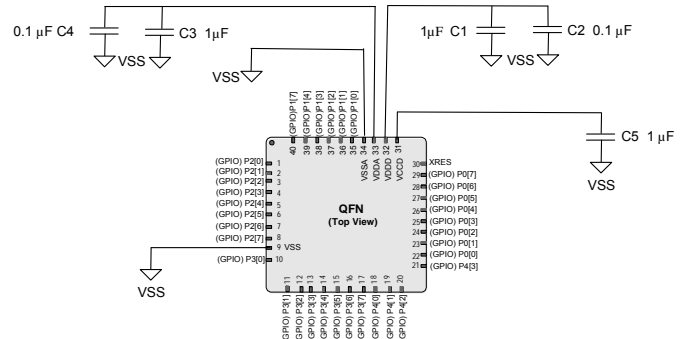 0.1 µF C4
C3 1µF
1µF C1
C2 0.1 µF
VSS
VSS
VSS
C5 1 µF
VSS
(GPIO)P1[7]
(GPIO)P1[4]
(GPIO)P1[3]
(GPIO)P1[2]
(GPIO)P1[1]
(GPIO)P1[0]
40
39
38
37
36
35
34
33
32
31
VSSA
VDDA
VDDD
VCCD
(GPIO) P2[0] 1
(GPIO) P2[1] 2
(GPIO) P2[2] 3
(GPIO) P2[3] 4
(GPIO) P2[4] 5
(GPIO) P2[5] 6
(GPIO) P2[6] 7
(GPIO) P2[7] 8
9 VSS
(GPIO) P3[0] 10
VSS
QFN
(Top View)
30 XRES
29 (GPIO) P0[7]
28 (GPIO) P0[6]
27 (GPIO) P0[5]
26 (GPIO) P0[4]
25 (GPIO) P0[3]
24 (GPIO) P0[2]
23 (GPIO) P0[1]
22 (GPIO) P0[0]
21 (GPIO) P4[3]
11
12
13
14
15
16
17
18
19
20
GPIO) P3[1]
GPIO) P3[2]
GPIO) P3[3]
GPIO) P3[4]
GPIO) P3[5]
GPIO) P3[6]
GPIO) P3[7]
GPIO) P4[0]
GPIO) P4[1]
GPIO) P4[2]